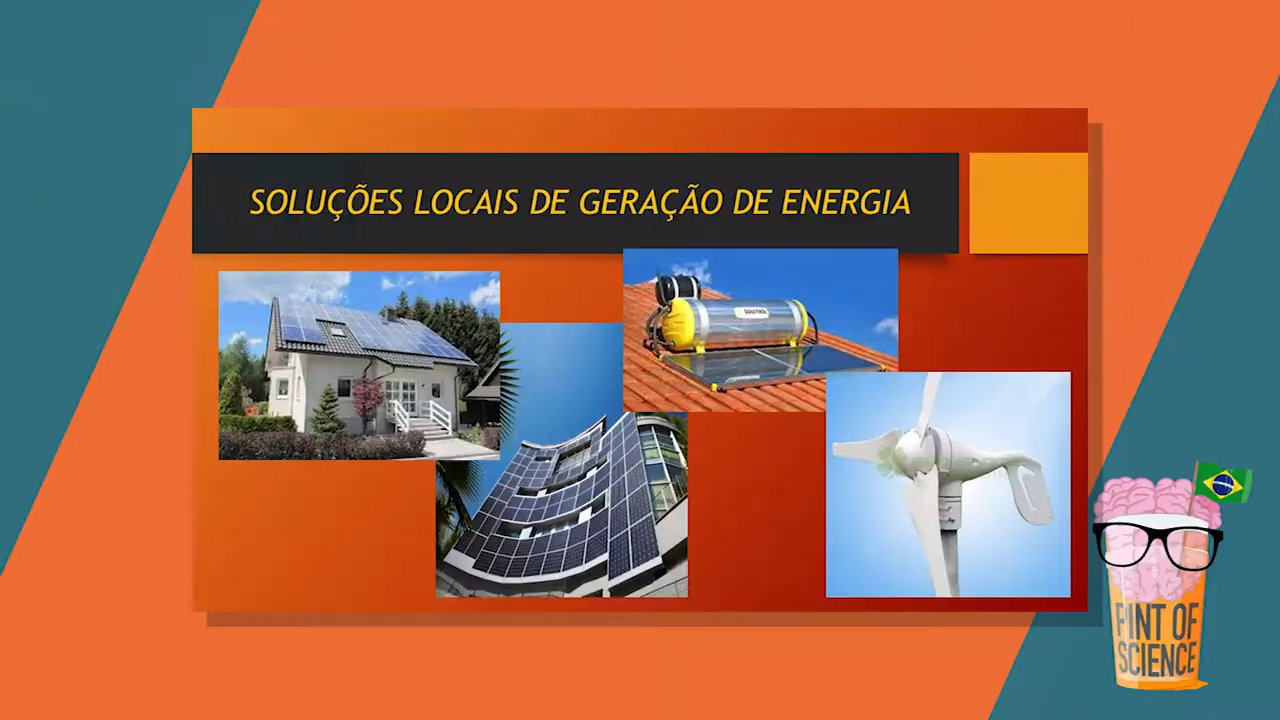 SOLUÇÕES LOCAIS DE GERAÇÃO DE ENERGIA
PINT OF
SCIENCE